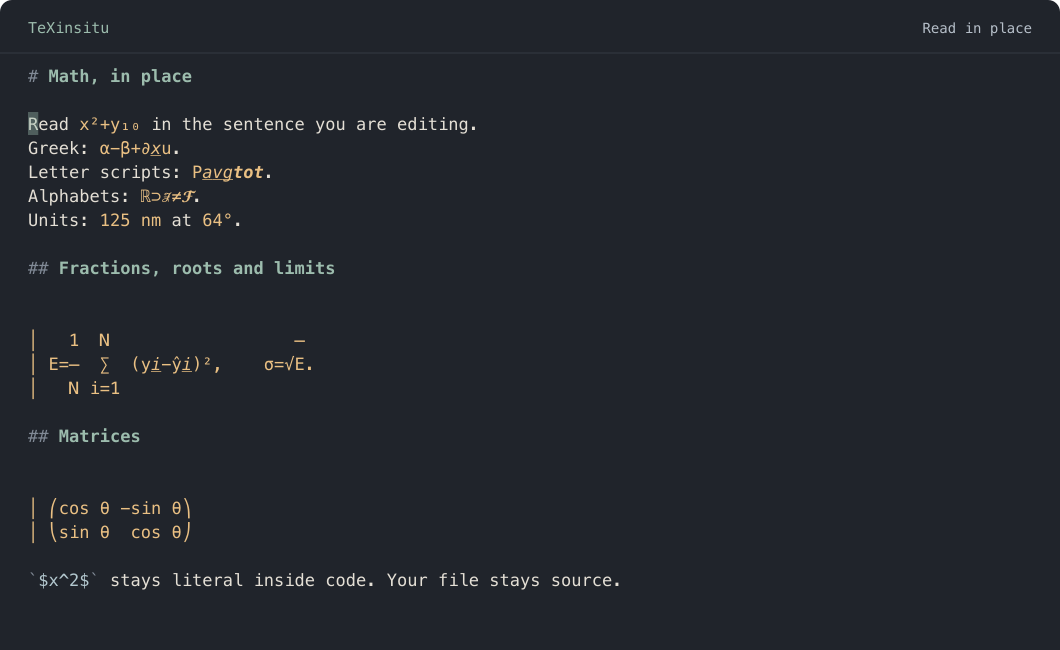 TeXinsitu
Read in place
# Math, in place
Read x²+y₁₀ in the sentence you are editing.
Greek: α−β+∂xu.
Letter scripts: Pavgtot.
Alphabets: ℝ⊃𝔤≠ℱ.
Units: 125 nm at 64°.
## Fractions, roots and limits
│   1  N                  —
│ E=—  ∑  (yi−ŷi)²,    σ=√E.
│   N i=1
## Matrices
│ ⎛cos θ −sin θ⎞
│ ⎝sin θ  cos θ⎠
`$x^2$` stays literal inside code. Your file stays source.